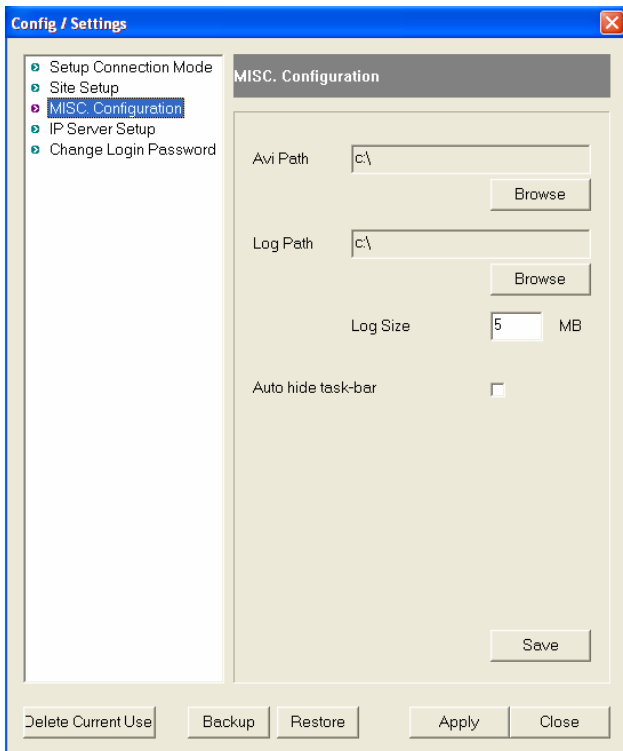 Config / Settings
Setup Connection Mode
Site Setup
MISC. Configuration
IP Server Setup
Change Login Password
MISC. Configuration
Avi Path c:\
Browse
Log Path c:\
Browse
Log Size 5 MB
Auto hide task-bar
Save
Delete Current Use Backup Restore Apply Close